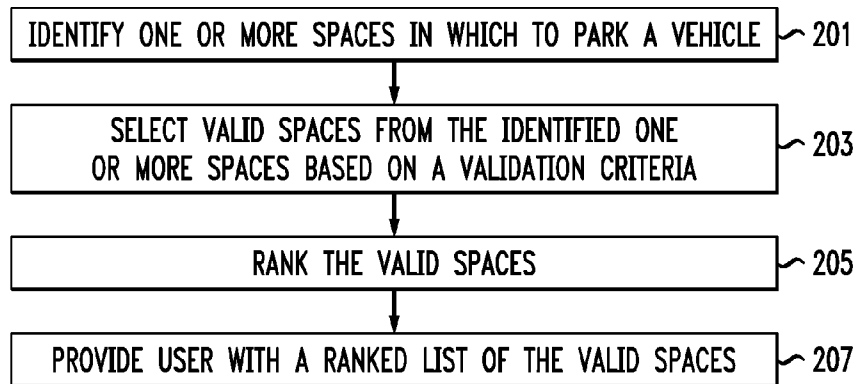 IDENTIFY ONE OR MORE SPACES IN WHICH TO PARK A VEHICLE 201
SELECT VALID SPACES FROM THE IDENTIFIED ONE
OR MORE SPACES BASED ON A VALIDATION CRITERIA 203
RANK THE VALID SPACES 205
PROVIDE USER WITH A RANKED LIST OF THE VALID SPACES 207